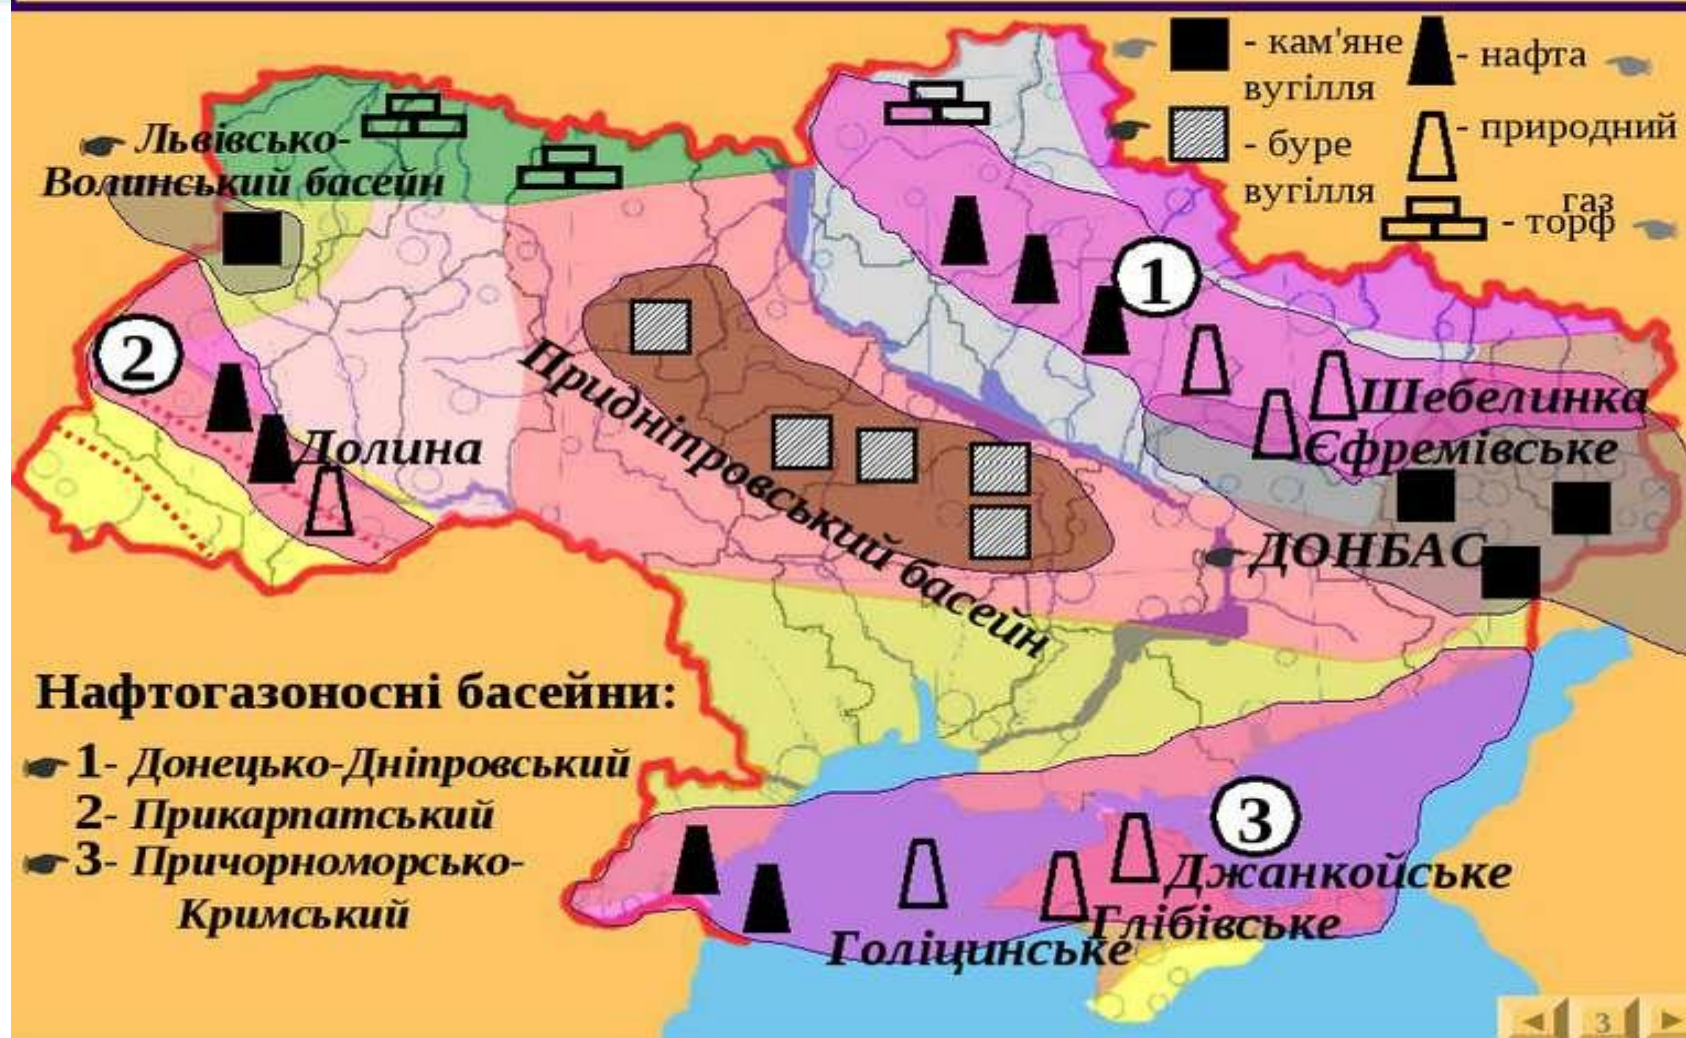 - кам'яне
вугілля
- нафта
- буре
вугілля
- природний
газ
- торф
Львівсько-
Волинський басейн
1
2
Долина
Придніпровський басейн
Шебелинка
Єфремівське
ДОНБАС
Нафтогазоносні басейни:
1- Донецько-Дніпровський
2- Прикарпатський
3- Причорноморсько-
Кримський
3
Джанкойське
Глібівське
Голіцинське
3